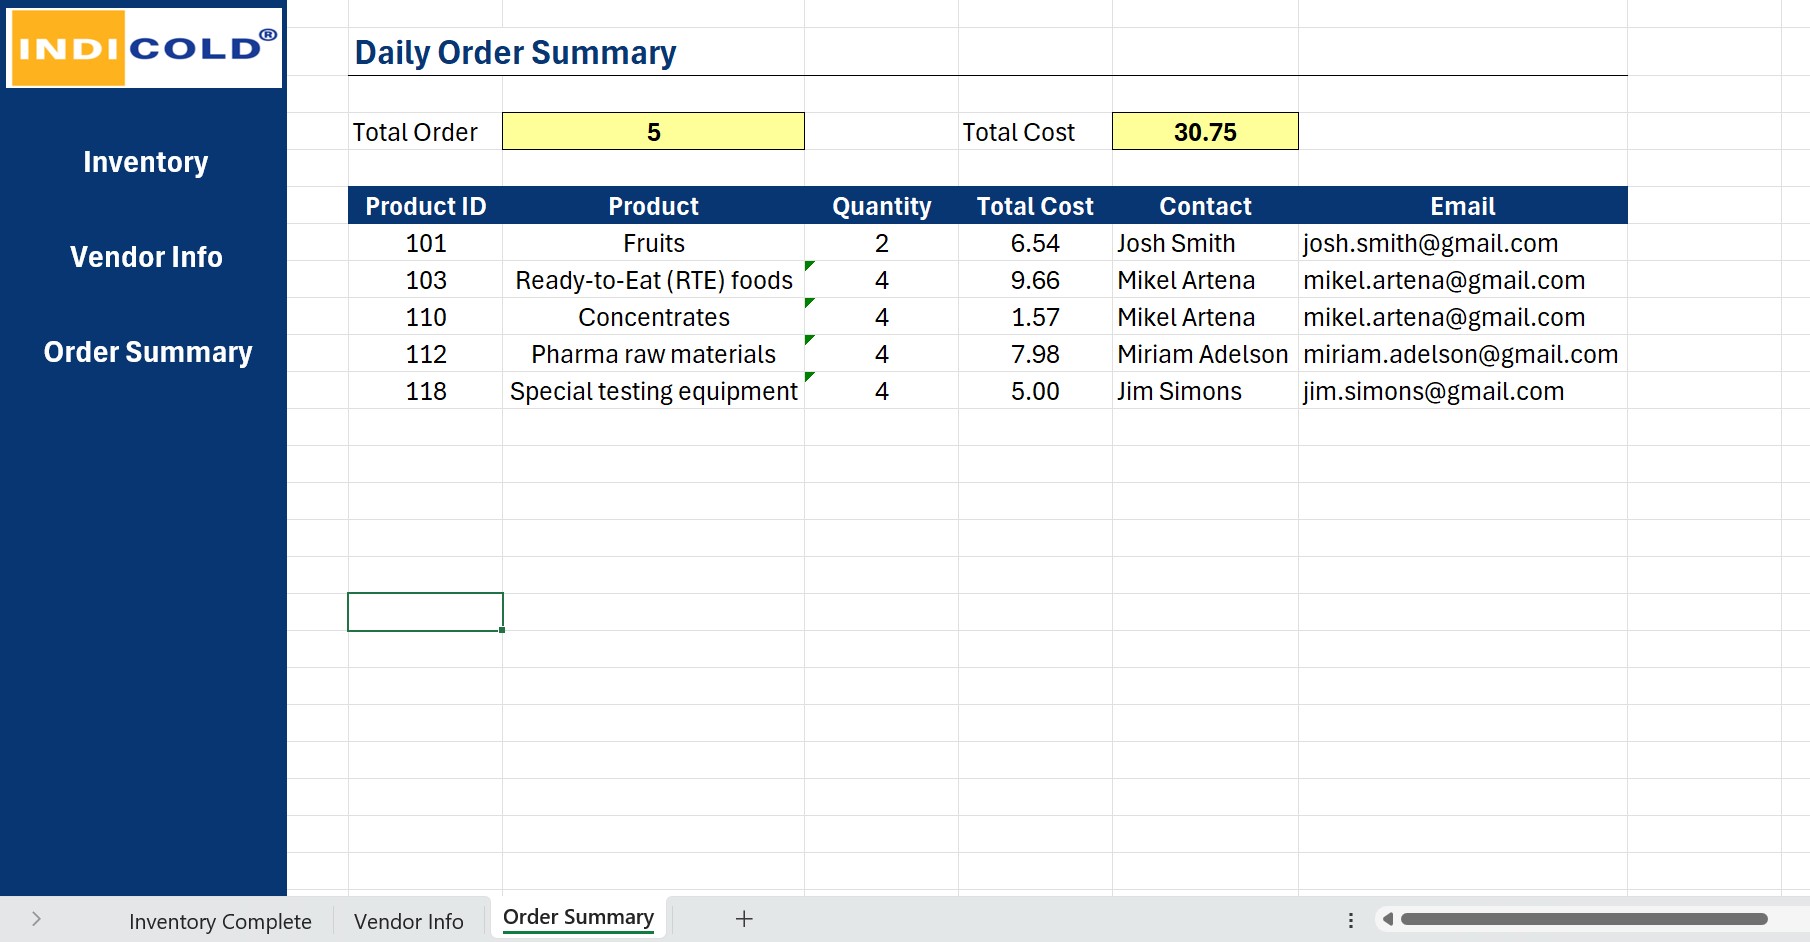 INDICOLD®
Inventory
Vendor Info
Order Summary
Daily Order Summary
Total Order 5 Total Cost 30.75
Product ID Product Quantity Total Cost Contact Email
101 Fruits 2 6.54 Josh Smith josh.smith@gmail.com
103 Ready-to-Eat (RTE) foods 4 9.66 Mikel Artena mikel.artena@gmail.com
110 Concentrates 4 1.57 Mikel Artena mikel.artena@gmail.com
112 Pharma raw materials 4 7.98 Miriam Adelson miriam.adelson@gmail.com
118 Special testing equipment 4 5.00 Jim Simons jim.simons@gmail.com
Inventory Complete Vendor Info Order Summary